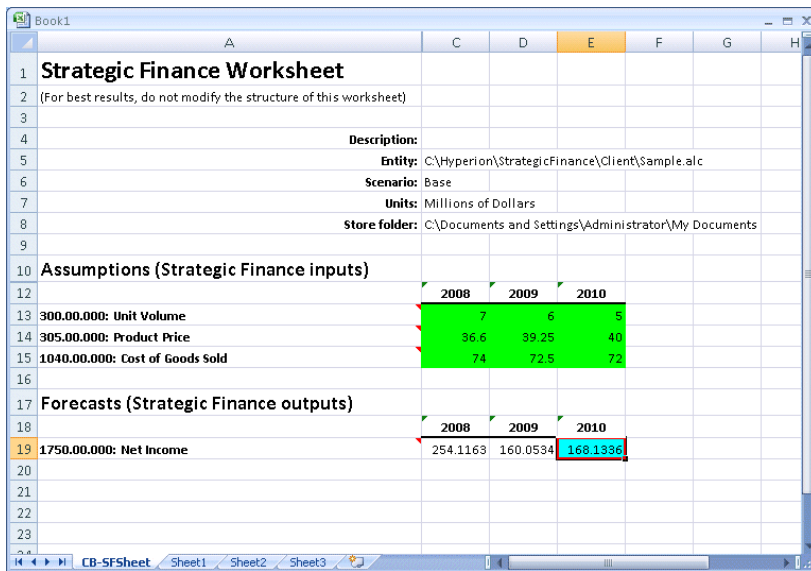 Book1
A C D E F G H
1 Strategic Finance Worksheet
2 (For best results, do not modify the structure of this worksheet)
3
4 Description:
5 Entity: C:\Hyperion\StrategicFinance\Client\Sample.alc
6 Scenario: Base
7 Units: Millions of Dollars
8 Store folder: C:\Documents and Settings\Administrator\My Documents
9
10 Assumptions (Strategic Finance inputs)
12 2008 2009 2010
13 300.00.000: Unit Volume 7 6 5
14 305.00.000: Product Price 36.6 39.25 40
15 1040.00.000: Cost of Goods Sold 74 72.5 72
16
17 Forecasts (Strategic Finance outputs)
18 2008 2009 2010
19 1750.00.000: Net Income 254.1163 160.0534 168.1336
20
21
22
23
24
CB-SFSheet Sheet1 Sheet2 Sheet3